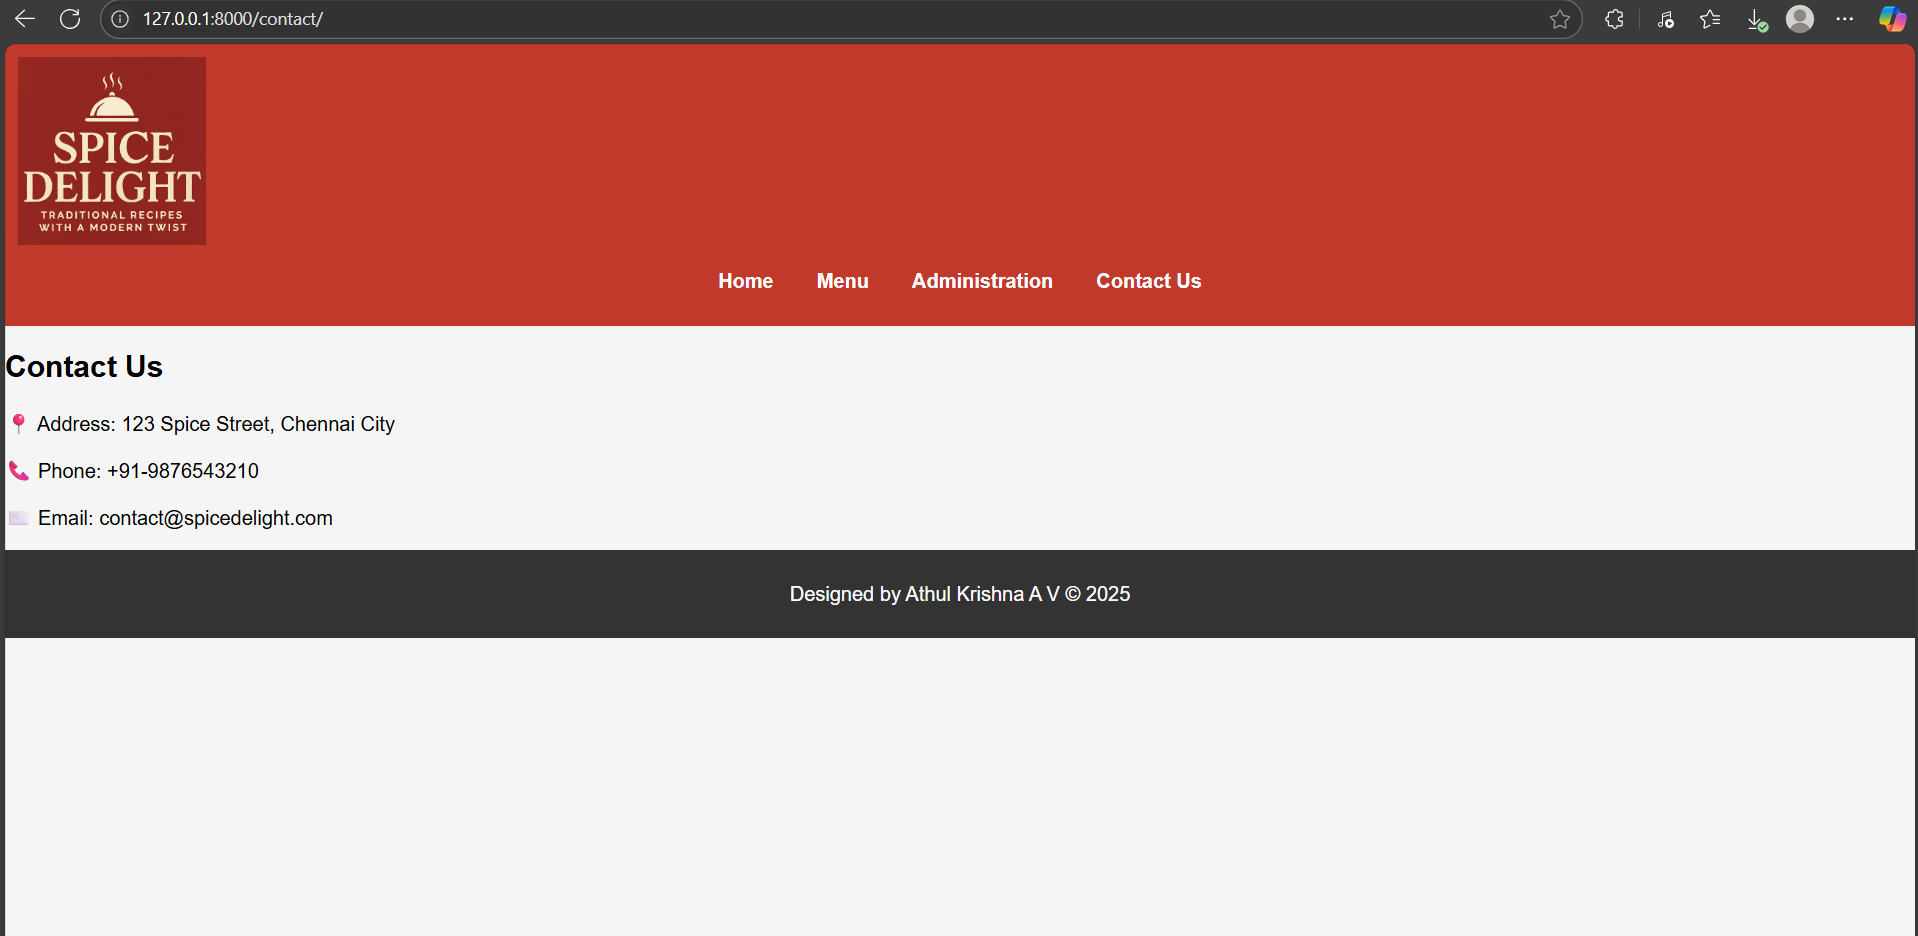 127.0.0.1:8000/contact/
SPICE
DELIGHT
TRADITIONAL RECIPES
WITH A MODERN TWIST
Home Menu Administration Contact Us
Contact Us
📍 Address: 123 Spice Street, Chennai City
📞 Phone: +91-9876543210
✉️ Email: contact@spicedelight.com
Designed by Athul Krishna A V © 2025